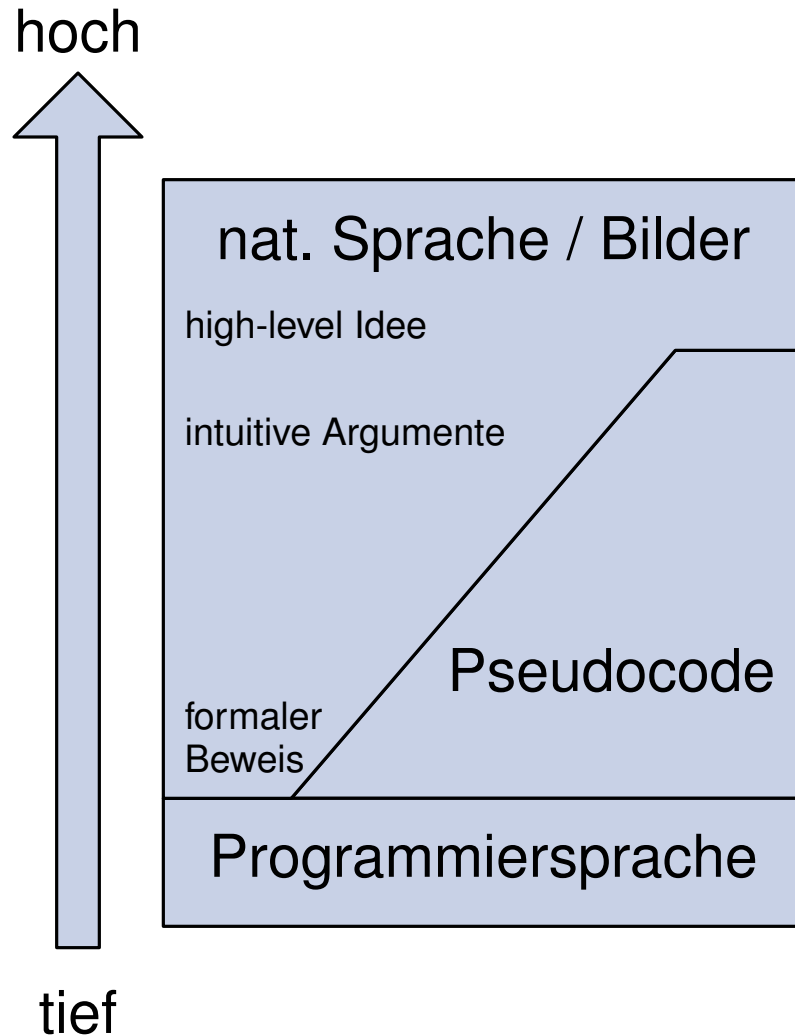 hoch
nat. Sprache / Bilder
high-level Idee
intuitive Argumente
Pseudocode
formaler
Beweis
Programmiersprache
tief